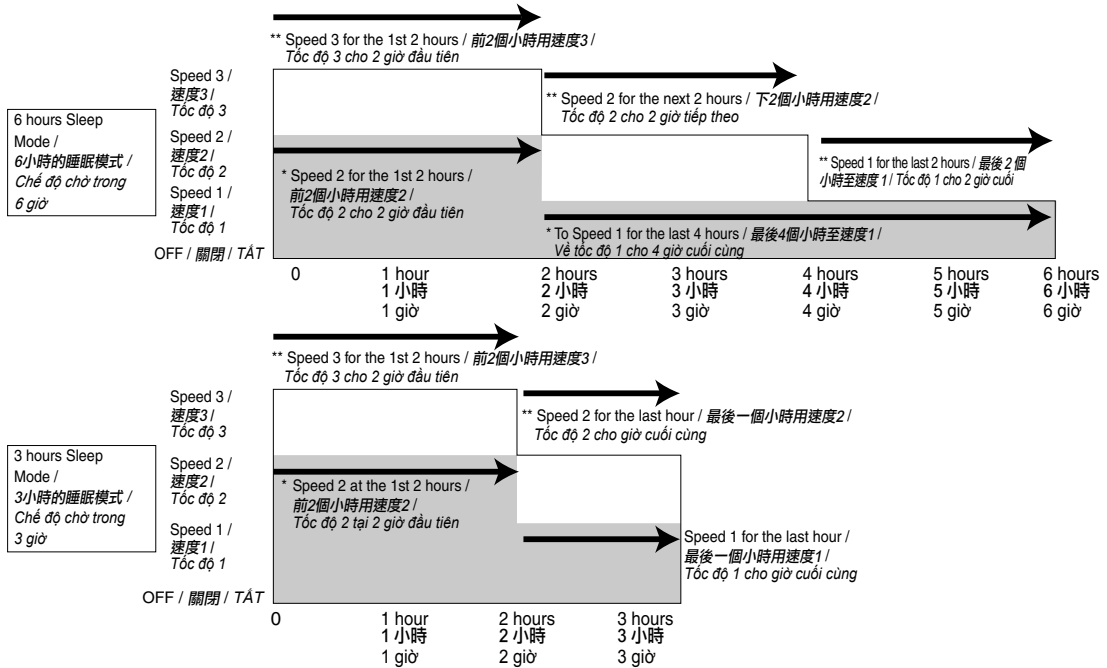 ** Speed 3 for the 1st 2 hours / 前2個小時用速度3 /
Tốc độ 3 cho 2 giờ đầu tiên
Speed 3 /
速度3 /
Tốc độ 3
** Speed 2 for the next 2 hours / 下2個小時用速度2 /
Tốc độ 2 cho 2 giờ tiếp theo
6 hours Sleep
Mode /
6小時的睡眠模式 /
Chế độ chờ trong
6 giờ
Speed 2 /
速度2 /
Tốc độ 2
* Speed 2 for the 1st 2 hours /
前2個小時用速度2 /
Tốc độ 2 cho 2 giờ đầu tiên
** Speed 1 for the last 2 hours / 最後 2 個
小時至速度 1 / Tốc độ 1 cho 2 giờ cuối
Speed 1 /
速度1 /
Tốc độ 1
* To Speed 1 for the last 4 hours / 最後4個小時至速度1 /
Về tốc độ 1 cho 4 giờ cuối cùng
OFF / 關閉 / TẮT
0 1 hour 2 hours 3 hours 4 hours 5 hours 6 hours
1 小時 2 小時 3 小時 4 小時 5 小時 6 小時
1 giờ 2 giờ 3 giờ 4 giờ 5 giờ 6 giờ
** Speed 3 for the 1st 2 hours / 前2個小時用速度3 /
Tốc độ 3 cho 2 giờ đầu tiên
Speed 3 /
速度3 /
Tốc độ 3
** Speed 2 for the last hour / 最後一個小時用速度2 /
Tốc độ 2 cho giờ cuối cùng
3 hours Sleep
Mode /
3小時的睡眠模式 /
Chế độ chờ trong
3 giờ
Speed 2 /
速度2 /
Tốc độ 2
* Speed 2 at the 1st 2 hours /
前2個小時用速度2 /
Tốc độ 2 tại 2 giờ đầu tiên
Speed 1 /
速度1 /
Tốc độ 1
Speed 1 for the last hour /
最後一個小時用速度1 /
Tốc độ 1 cho giờ cuối cùng
OFF / 關閉 / TẮT
0 1 hour 2 hours 3 hours
1 小時 2 小時 3 小時
1 giờ 2 giờ 3 giờ